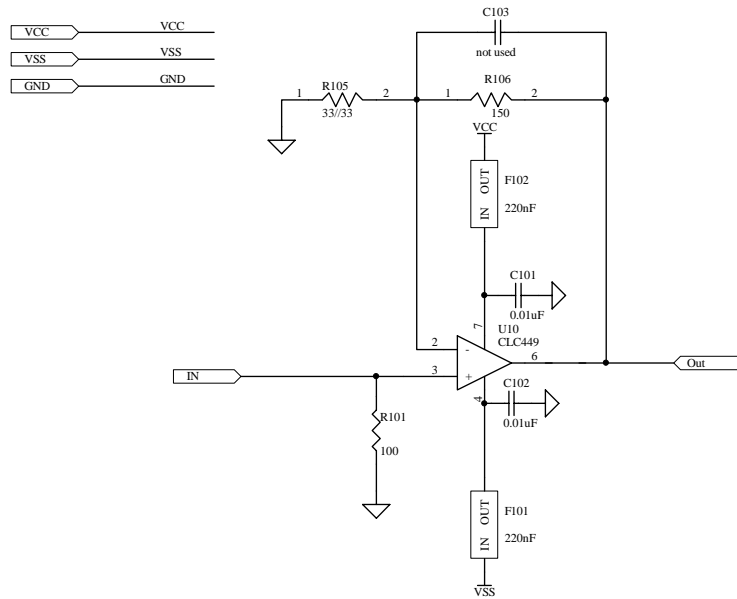 VCC VCC
VSS VSS
GND GND
C103
not used
1 R105 2
33//33
1 R106 2
150
VCC
IN OUT
F102
220nF
C101
0.01uF
7
U10
CLC449
2 -
3 +
6
IN
Out
4
C102
0.01uF
R101
100
IN OUT
F101
220nF
VSS